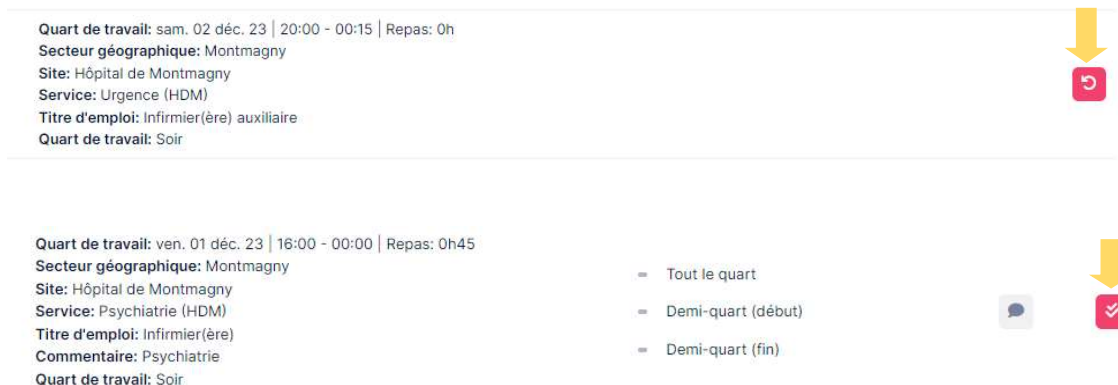 Quart de travail: sam. 02 déc. 23 | 20:00 - 00:15 | Repas: 0h
Secteur géographique: Montmagny
Site: Hôpital de Montmagny
Service: Urgence (HDM)
Titre d'emploi: Infirmier(ère) auxiliaire
Quart de travail: Soir
Quart de travail: ven. 01 déc. 23 | 16:00 - 00:00 | Repas: 0h45
Secteur géographique: Montmagny
Site: Hôpital de Montmagny
Service: Psychiatrie (HDM)
Titre d'emploi: Infirmier(ère)
Commentaire: Psychiatrie
Quart de travail: Soir
Tout le quart
Demi-quart (début)
Demi-quart (fin)